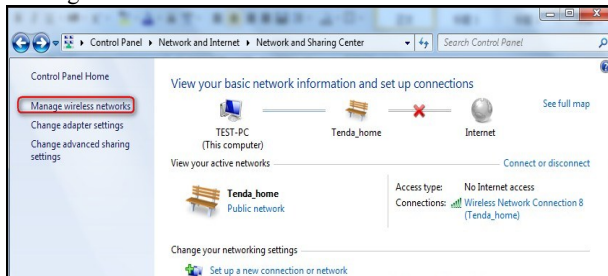 Control Panel ▸ Network and Internet ▸ Network and Sharing Center
Search Control Panel
Control Panel Home
Manage wireless networks
Change adapter settings
Change advanced sharing
settings
View your basic network information and set up connections
See full map
TEST-PC
(This computer)
Tenda_home
Internet
View your active networks
Connect or disconnect
Tenda_home
Public network
Access type: No Internet access
Connections: Wireless Network Connection 8
(Tenda_home)
Change your networking settings
Set up a new connection or network